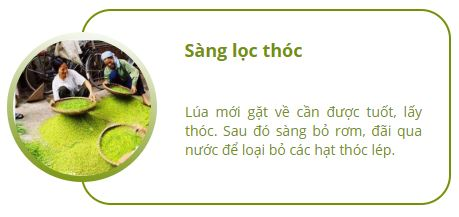 Sàng lọc thóc
Lúa mới gặt về cần được tuốt, lấy
thóc. Sau đó sàng bỏ rơm, đãi qua
nước để loại bỏ các hạt thóc lép.